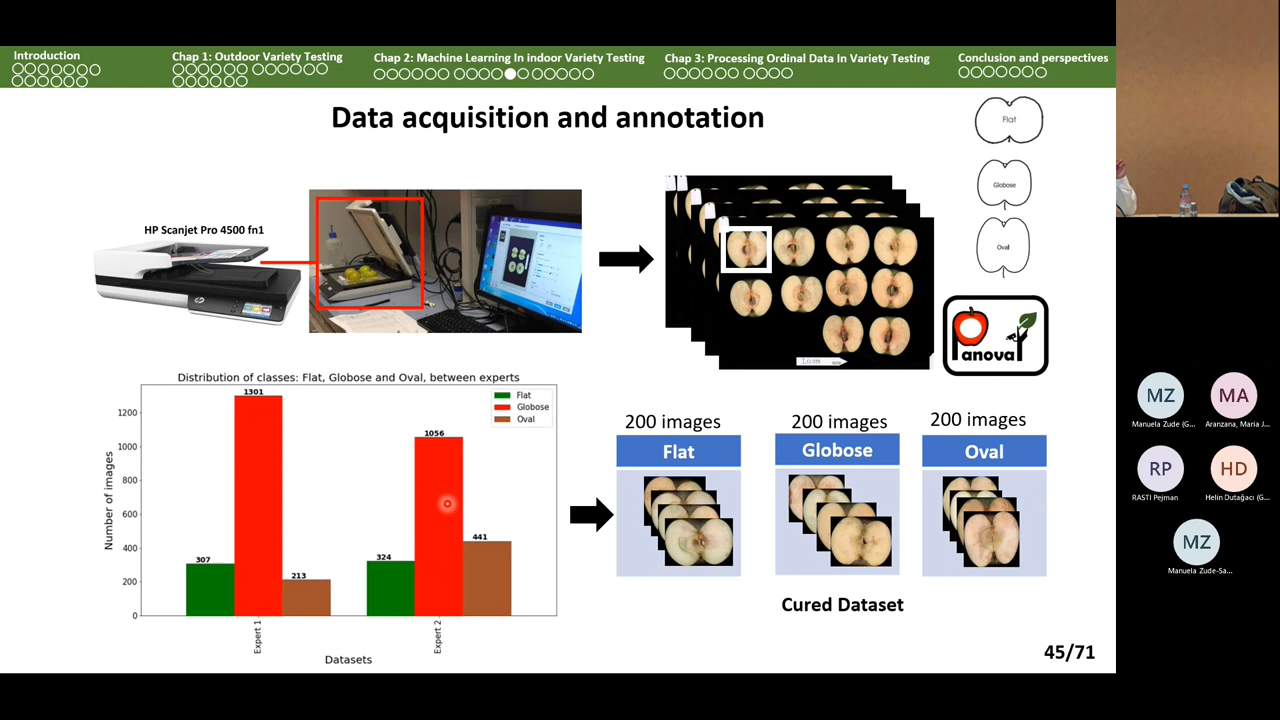 Introduction
Chap 1: Outdoor Variety Testing
Chap 2: Machine Learning In indoor Variety Testing
Chap 3: Processing Ordinal Data In Variety Testing
Conclusion and perspectives
Data acquisition and annotation
Flat
Globose
Oval
HP Scanjet Pro 4500 fn1
Panoval
Distribution of classes: Flat, Globose and Oval, between experts
Number of images
1200
1000
800
600
400
200
0
307
1301
213
324
1056
441
Flat
Globose
Oval
Expert 1
Expert 2
Datasets
200 images
200 images
200 images
Flat
Globose
Oval
Cured Dataset
45/71
MZ
Manuela Zude (G...
MA
Aranzana, Maria J...
RP
RASTI Pejman
HD
Helin Dutağacı (G...
MZ
Manuela Zude-Sa...